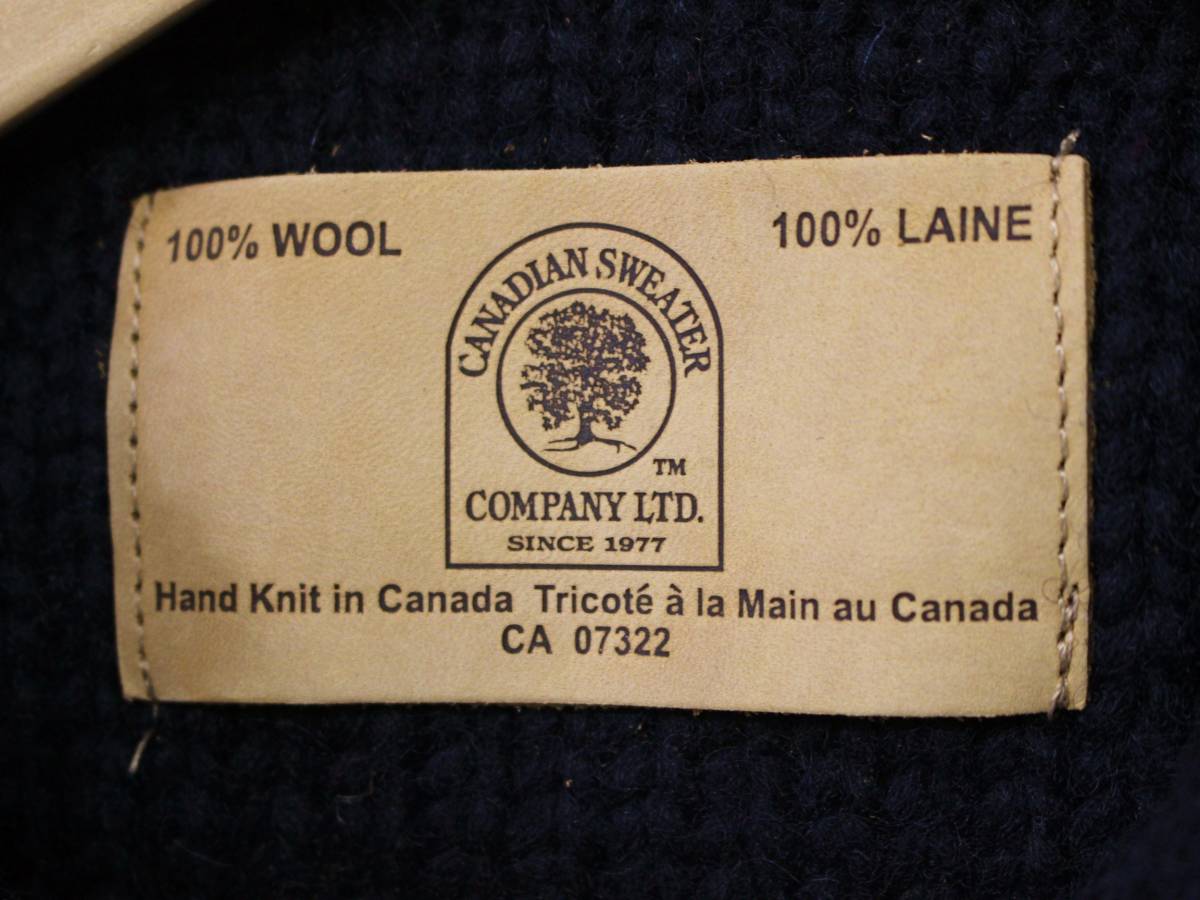 100% WOOL
100% LAINE
CANADIAN SWEATER
TM
COMPANY LTD.
SINCE 1977
Hand Knit in Canada Tricoté à la Main au Canada
CA 07322